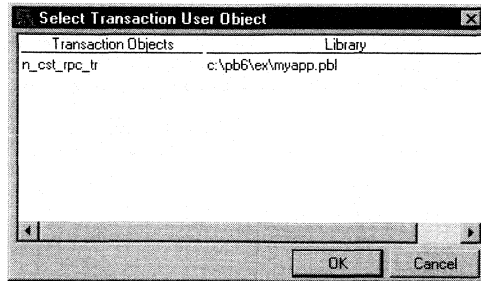 Select Transaction User Object
Transaction Objects Library
n_cst_rpc_tr c:\pb6\ex\myapp.pbl
OK Cancel